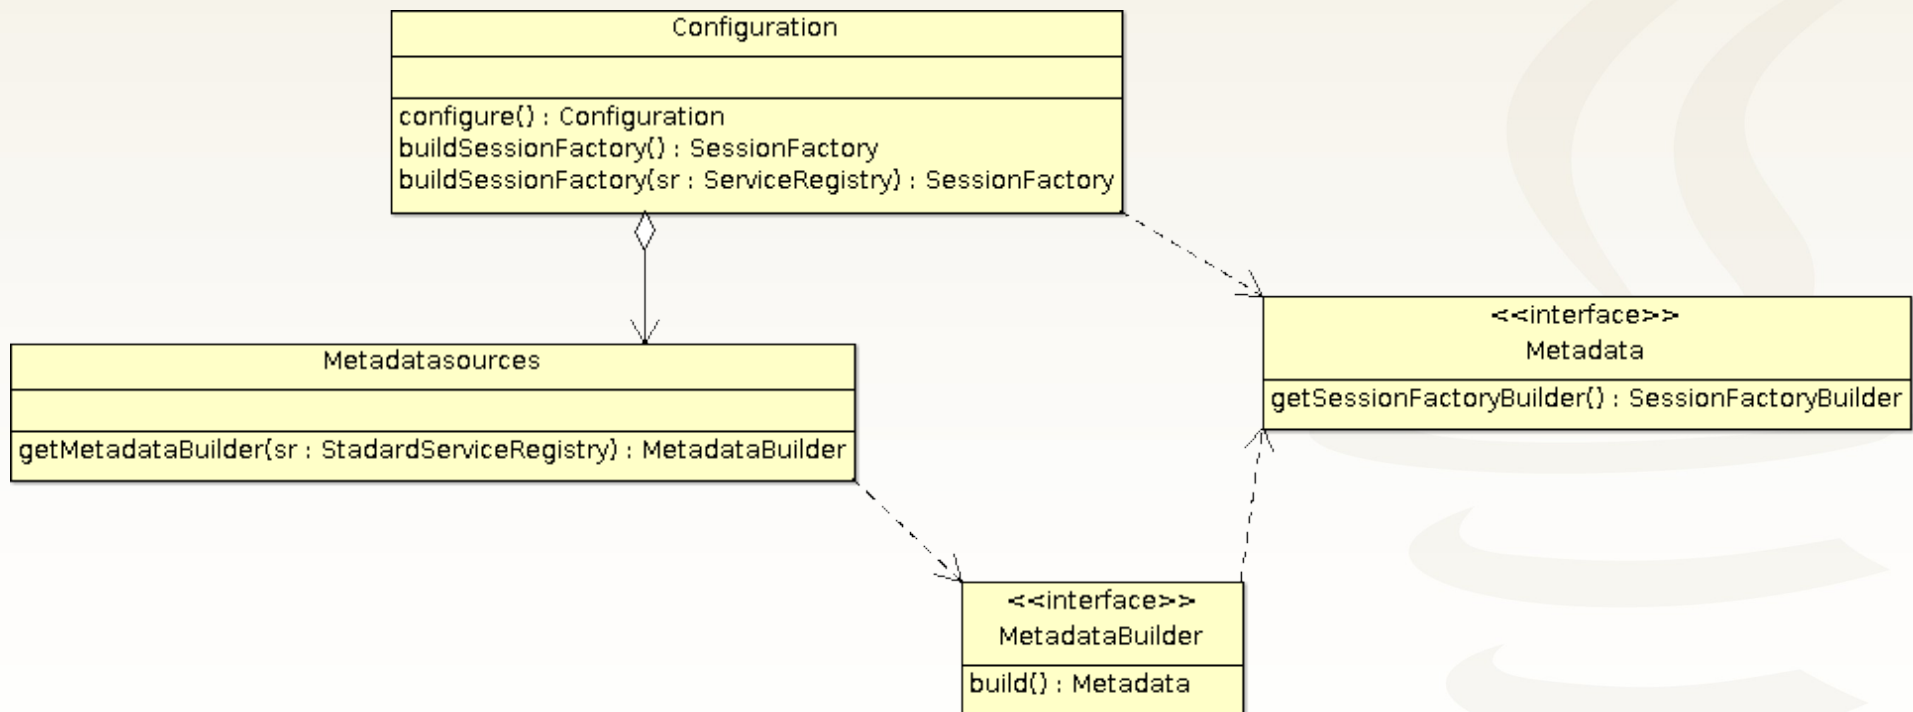 Configuration
configure() : Configuration
buildSessionFactory() : SessionFactory
buildSessionFactory(sr : ServiceRegistry) : SessionFactory
<<interface>>
Metadata
getSessionFactoryBuilder() : SessionFactoryBuilder
Metadatasources
getMetadataBuilder(sr : StadardServiceRegistry) : MetadataBuilder
<<interface>>
MetadataBuilder
build() : Metadata